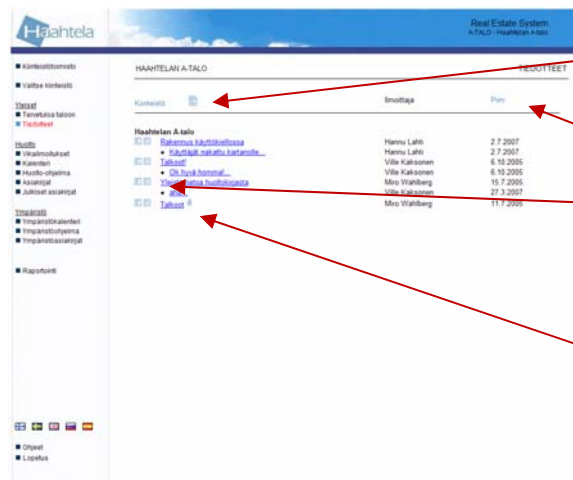 Haahtela
Real Estate System
A-TALO - Haahtelan A-talo
Kiinteistötoimisto
Valitse kiinteistö
Yleiset
Tervetuloa taloon
Tiedotteet
Huolto
Vikailmoitukset
Kalenteri
Huolto-ohjelma
Asiakirjat
Julkiset asiakirjat
Ympäristö
Ympäristökalenteri
Ympäristöohjelma
Ympäristöasiakirjat
Raportointi
Ohjeet
Lopetus
HAAHTELAN A-TALO
TIEDOTTEET
Kiinteistö Ilmoittaja Pvm
Haahtelan A-talo
Rakennus käyttökiellossa Hannu Lahti 2.7.2007
Käyttäjät nakattu kartanolle... Hannu Lahti 2.7.2007
Talkoot! Ville Kaksonen 6.10.2005
Ok hyvä homma!... Ville Kaksonen 6.10.2005
huoltokirjasta Miro Wahlberg 15.7.2005
Ville Kaksonen 27.3.2007
Talkoot Miro Wahlberg 11.7.2005